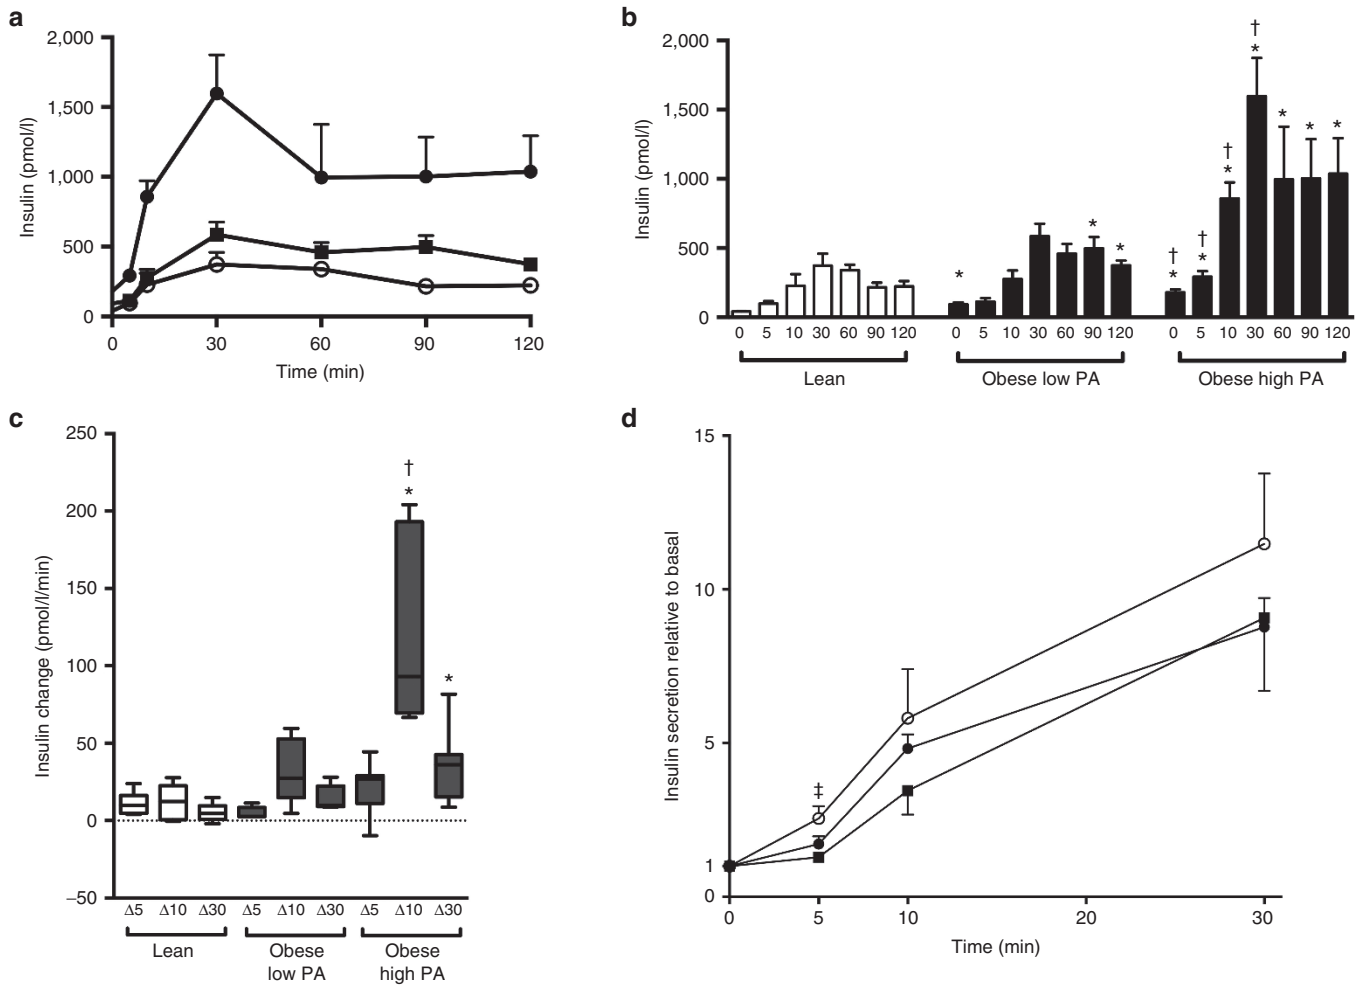 a
2,000
1,500
1,000
500
0
Insulin (pmol/l)
0 30 60 90 120
Time (min)
b
2,000
1,500
1,000
500
0
Insulin (pmol/l)
† * † * † * † * * * *
* * *
0 5 10 30 60 90 120 0 5 10 30 60 90 120 0 5 10 30 60 90 120
Lean Obese low PA Obese high PA
c
250
200
150
100
50
0
−50
Insulin change (pmol/l/min)
†
*
*
Δ5 Δ10 Δ30 Δ5 Δ10 Δ30 Δ5 Δ10 Δ30
Lean Obese Obese
low PA high PA
d
15
10
5
1
0
Insulin secretion relative to basal
‡
0 5 10 20 30
Time (min)